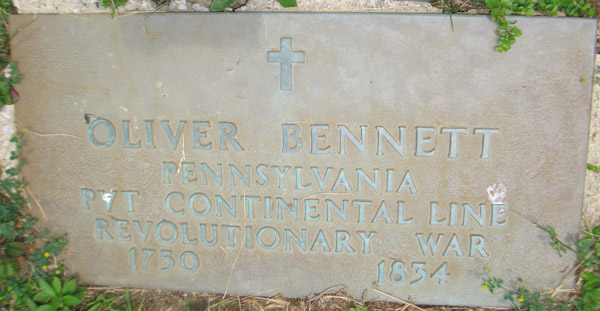 OLIVER BENNETT
PENNSYLVANIA
PVT CONTINENTAL LINE
REVOLUTIONARY WAR
1750 1834